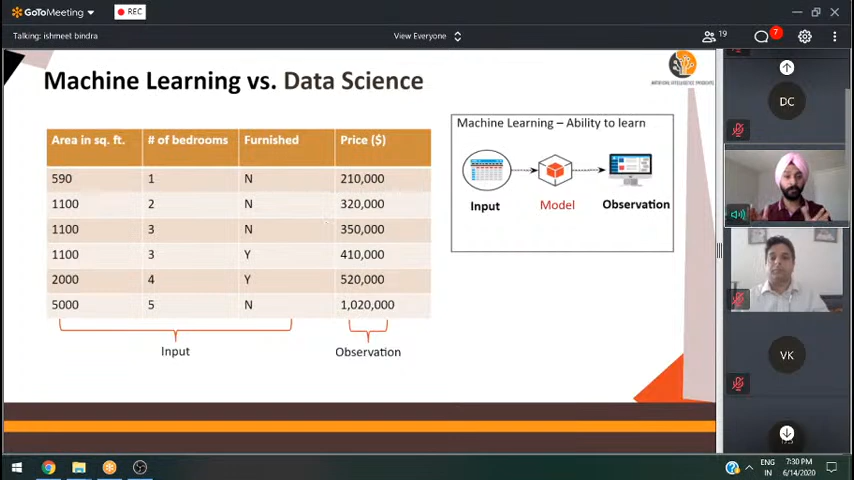 GoToMeeting
REC
Talking: ishmeet bindra
View Everyone
19
7
Machine Learning vs. Data Science
ARTIFICIAL INTELLIGENCE
Area in sq. ft. # of bedrooms Furnished Price ($)
590 1 N 210,000
1100 2 N 320,000
1100 3 N 350,000
1100 3 Y 410,000
2000 4 Y 520,000
5000 5 N 1,020,000
Input Observation
Machine Learning – Ability to learn
Input Model Observation
DC
VK
ENG
IN
7:30 PM
6/14/2020